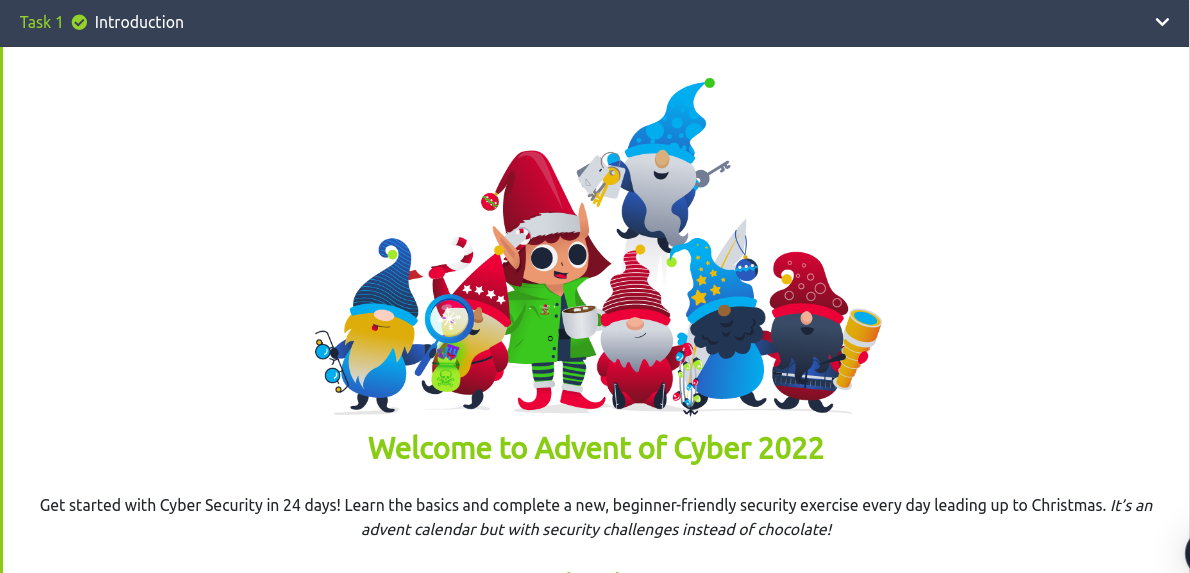 Task 1 Introduction
Welcome to Advent of Cyber 2022
Get started with Cyber Security in 24 days! Learn the basics and complete a new, beginner-friendly security exercise every day leading up to Christmas. It’s an
advent calendar but with security challenges instead of chocolate!